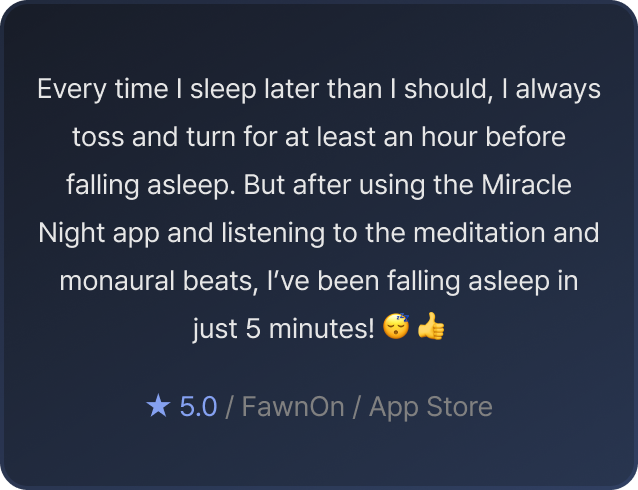 Every time I sleep later than I should, I always
toss and turn for at least an hour before
falling asleep. But after using the Miracle
Night app and listening to the meditation and
monaural beats, I’ve been falling asleep in
just 5 minutes! 😴👍
★ 5.0 / FawnOn / App Store